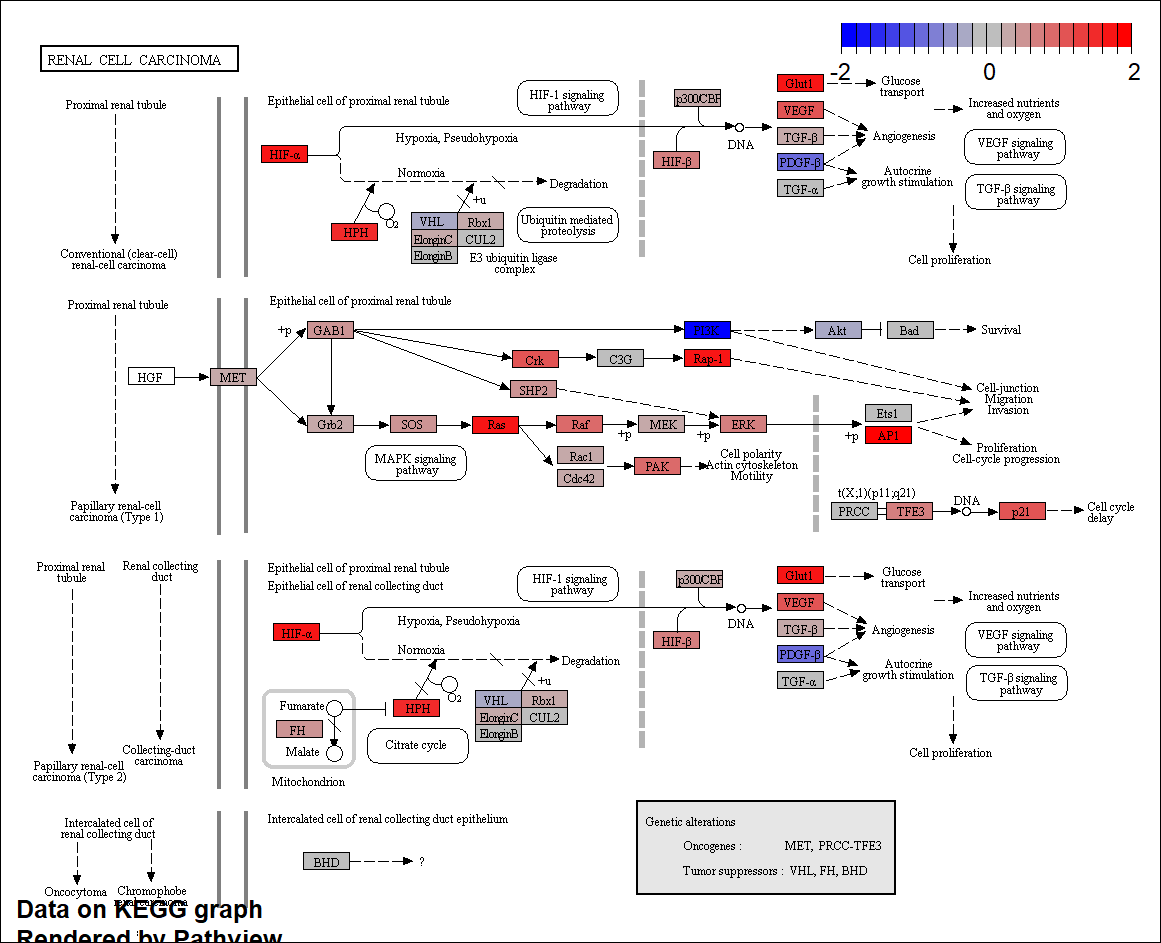 RENAL CELL CARCINOMA
-2
0
2
Proximal renal tubule
Conventional (clear-cell)
renal-cell carcinoma
Epithelial cell of proximal renal tubule
HIF-1 signaling
pathway
Hypoxia, Pseudohypoxia
HIF-α
Normoxia
Degradation
HPH
O2
+u
VHL
Rbx1
ElonginC
CUL2
ElonginB
E3 ubiquitin ligase
complex
Ubiquitin mediated
proteolysis
p300/CBP
HIF-β
DNA
Glut1
VEGF
TGF-β
PDGF-β
TGF-α
Glucose
transport
Angiogenesis
Autocrine
growth stimulation
Increased nutrients
and oxygen
VEGF signaling
pathway
TGF-β signaling
pathway
Cell proliferation
Proximal renal tubule
Papillary renal-cell
carcinoma (Type 1)
Epithelial cell of proximal renal tubule
HGF
MET
+p
GAB1
PI3K
Akt
Bad
Survival
Crk
C3G
Rap-1
SHP2
Cell-junction
Migration
Invasion
Grb2
SOS
Ras
Raf
+p
MEK
+p
ERK
+p
Ets1
AP1
Proliferation
Cell-cycle progression
MAPK signaling
pathway
Rac1
Cdc42
PAK
Cell polarity
Actin cytoskeleton
Motility
t(X;1)(p11;q21)
PRCC
TFE3
DNA
p21
Cell cycle
delay
Proximal renal
tubule
Renal collecting
duct
Papillary renal-cell
carcinoma (Type 2)
Collecting-duct
carcinoma
Epithelial cell of proximal renal tubule
Epithelial cell of renal collecting duct
HIF-1 signaling
pathway
Hypoxia, Pseudohypoxia
HIF-α
Normoxia
Degradation
Fumarate
FH
Malate
Mitochondrion
HPH
O2
Citrate cycle
+u
VHL
Rbx1
ElonginC
CUL2
ElonginB
p300/CBP
HIF-β
DNA
Glut1
VEGF
TGF-β
PDGF-β
TGF-α
Glucose
transport
Angiogenesis
Autocrine
growth stimulation
Increased nutrients
and oxygen
VEGF signaling
pathway
TGF-β signaling
pathway
Cell proliferation
Intercalated cell of
renal collecting duct
Oncocytoma
Chromophobe
renal carcinoma
Intercalated cell of renal collecting duct epithelium
BHD
?
Genetic alterations
Oncogenes : MET, PRCC-TFE3
Tumor suppressors : VHL, FH, BHD
Data on KEGG graph
Rendered by Pathview